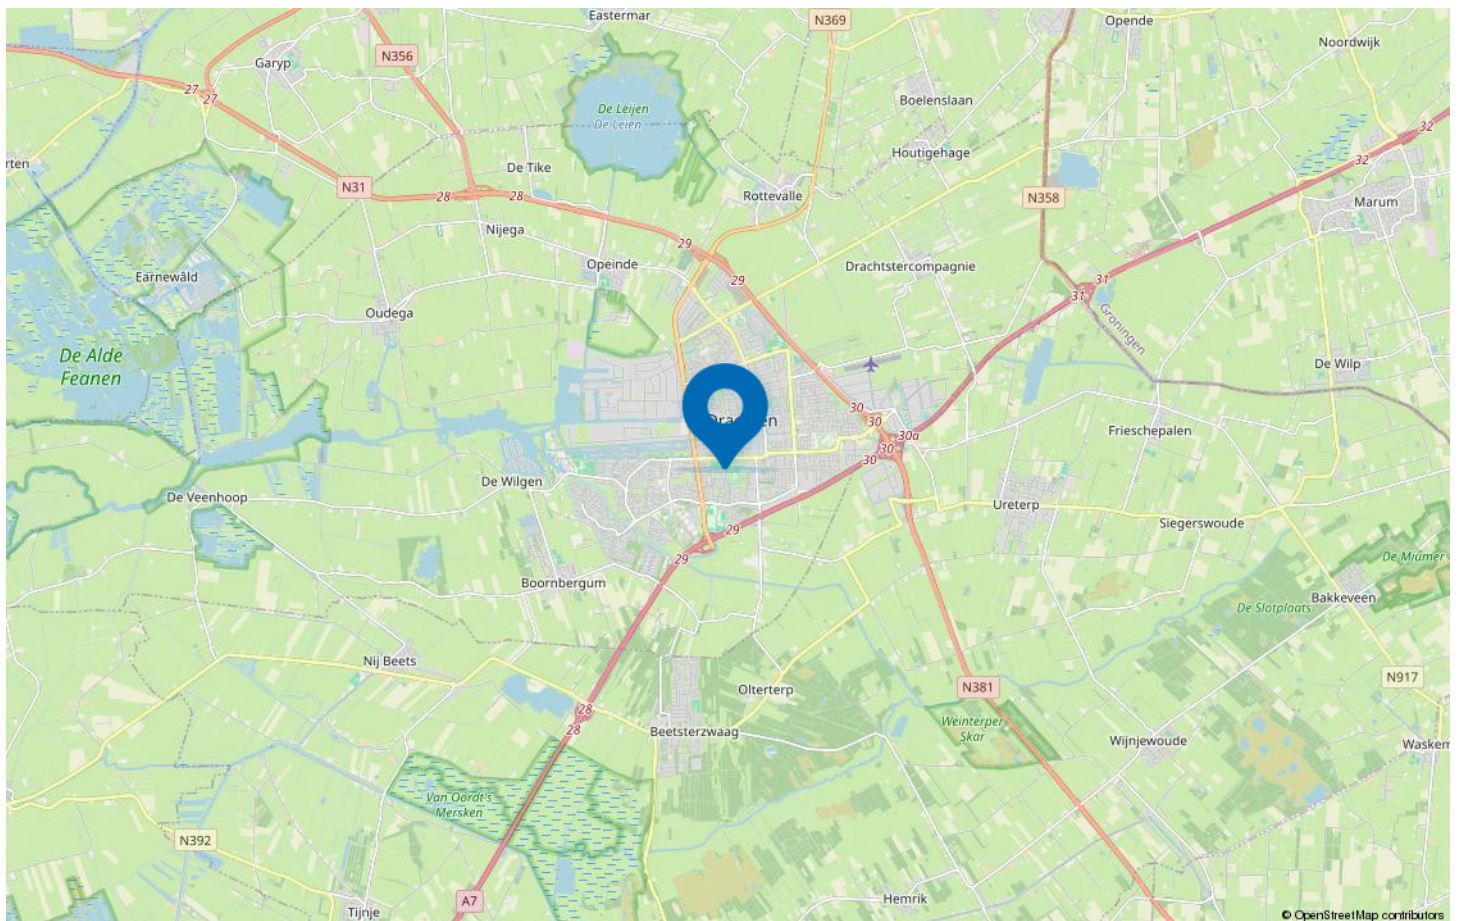 Eastermar
N369
Opende
Noordwijk
N356
Garyp
27
27
De Leijen
De Leien
Boelenslaan
32
Houtigehage
32
rten
De Tike
N31
28
28
Rottevalle
N358
Marum
Nijega
29
Opeinde
Drachtstercompagnie
Earnewâld
29
31
31
Oudega
Groningen
De Alde
Feanen
De Wilp
30
30
30a
Frieschepalen
30
30
De Wilgen
De Veenhoop
Ureterp
Siegerswoude
29
29
De Mâmer
Boornbergum
Bakkeveen
De Slotplaats
Nij Beets
N917
Olterterp
N381
28
28
Beetsterzwaag
Weinterper
Skar
Wijnjewoude
Waskem
Van Oordt's
Mersken
N392
A7
Tijnje
Hemrik
© OpenStreetMap contributors